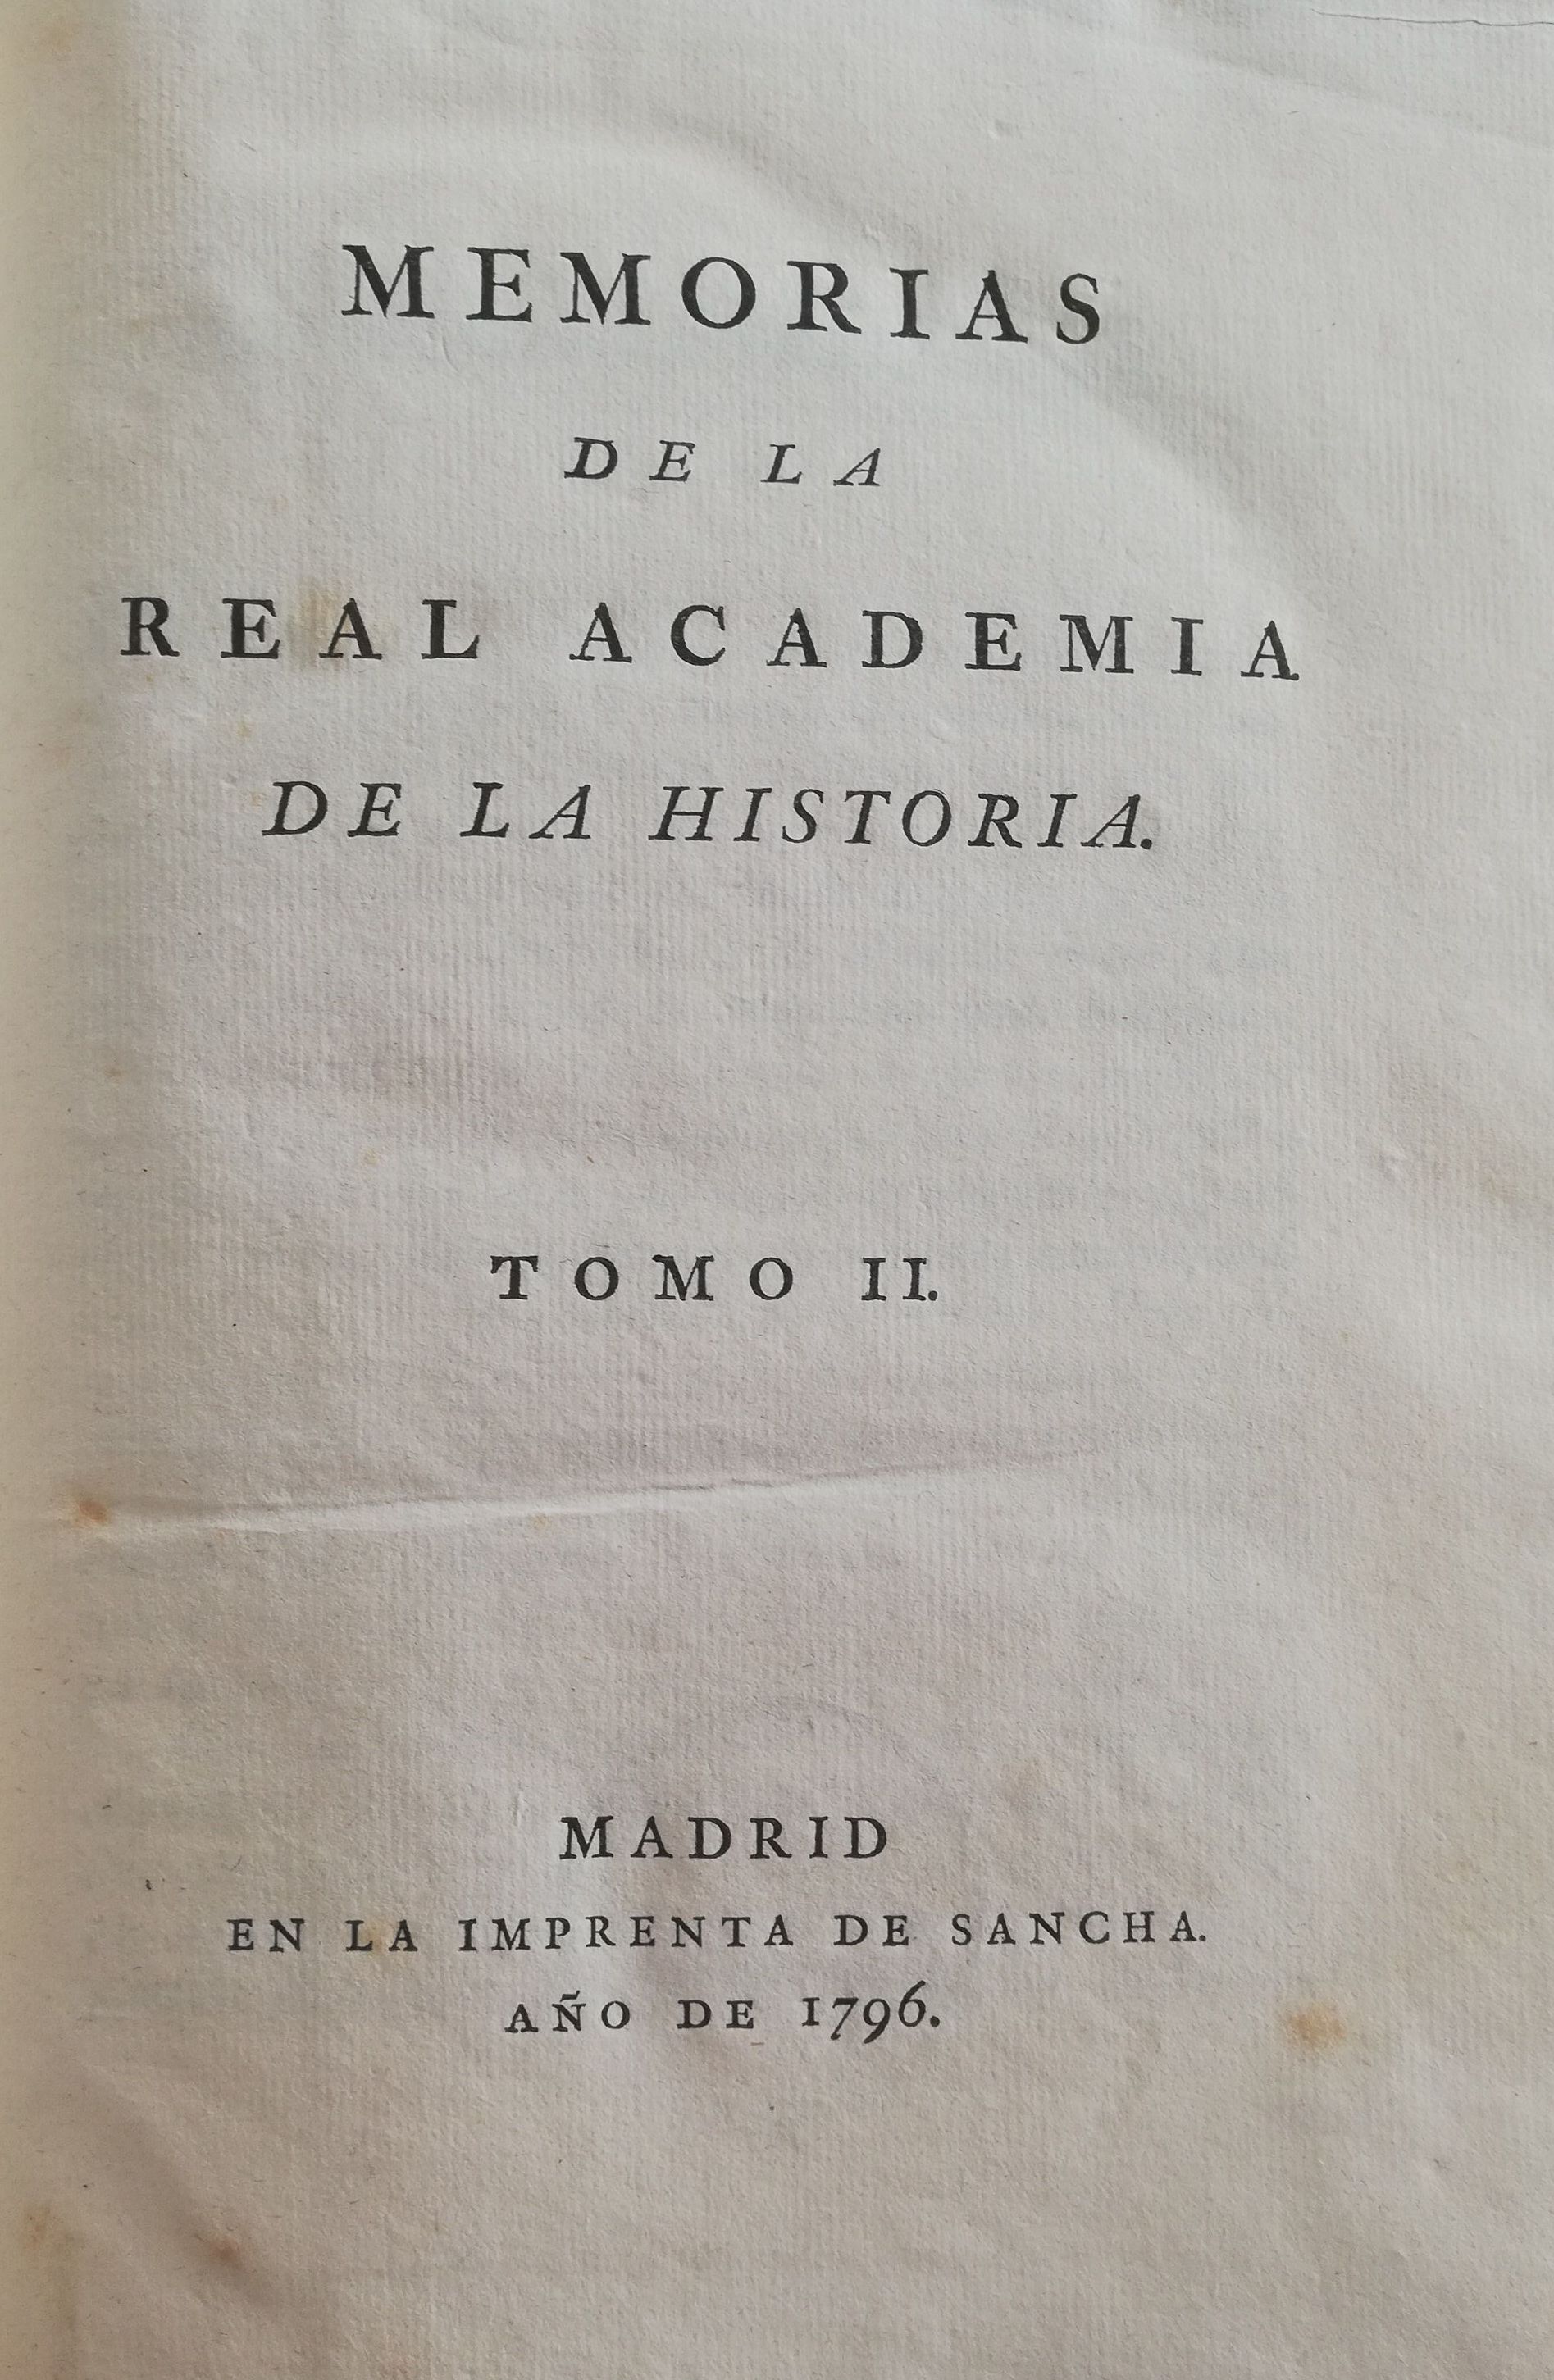 MEMORIAS
DE LA
REAL ACADEMIA
DE LA HISTORIA.
TOMO II.
MADRID
EN LA IMPRENTA DE SANCHA.
AÑO DE 1796.